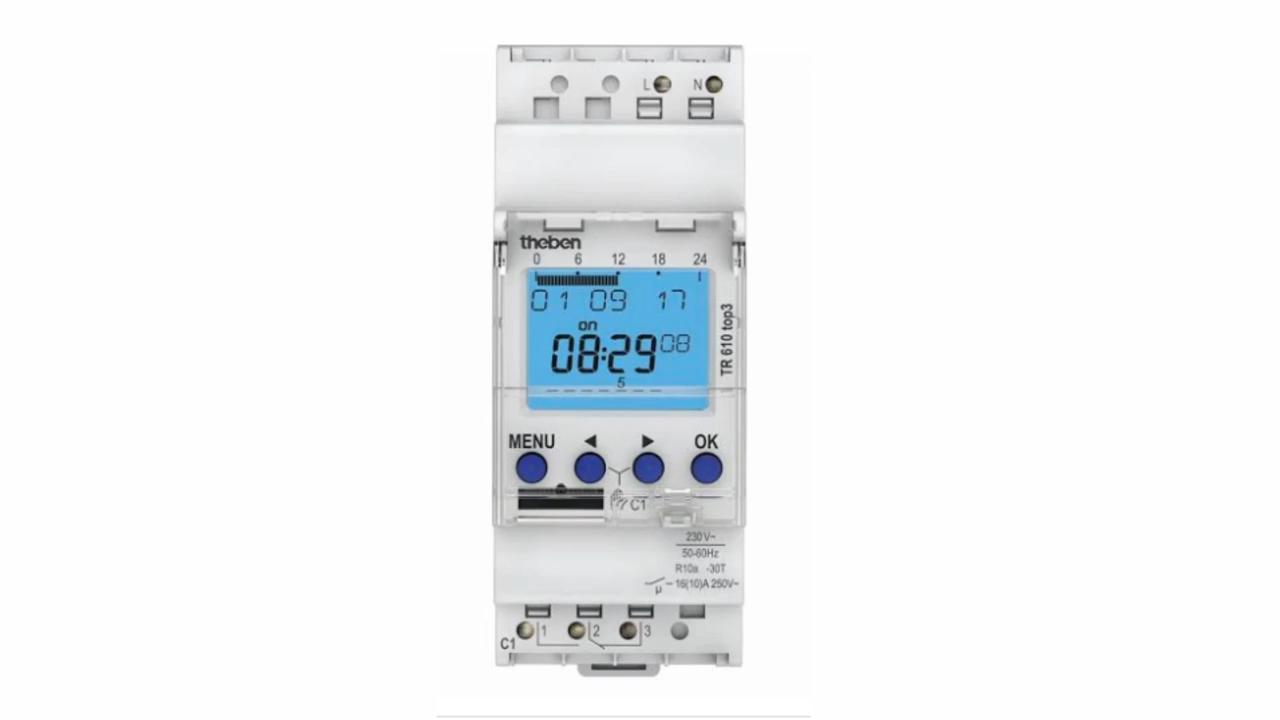 L N
theben
0 6 12 18 24
01 09 17
on
08:29 08
5
TR 610 top3
MENU ◀ ▶ OK
C1
230V~
50-60Hz
R10a -30T
µ 16(10)A 250V~
1 2 3
C1